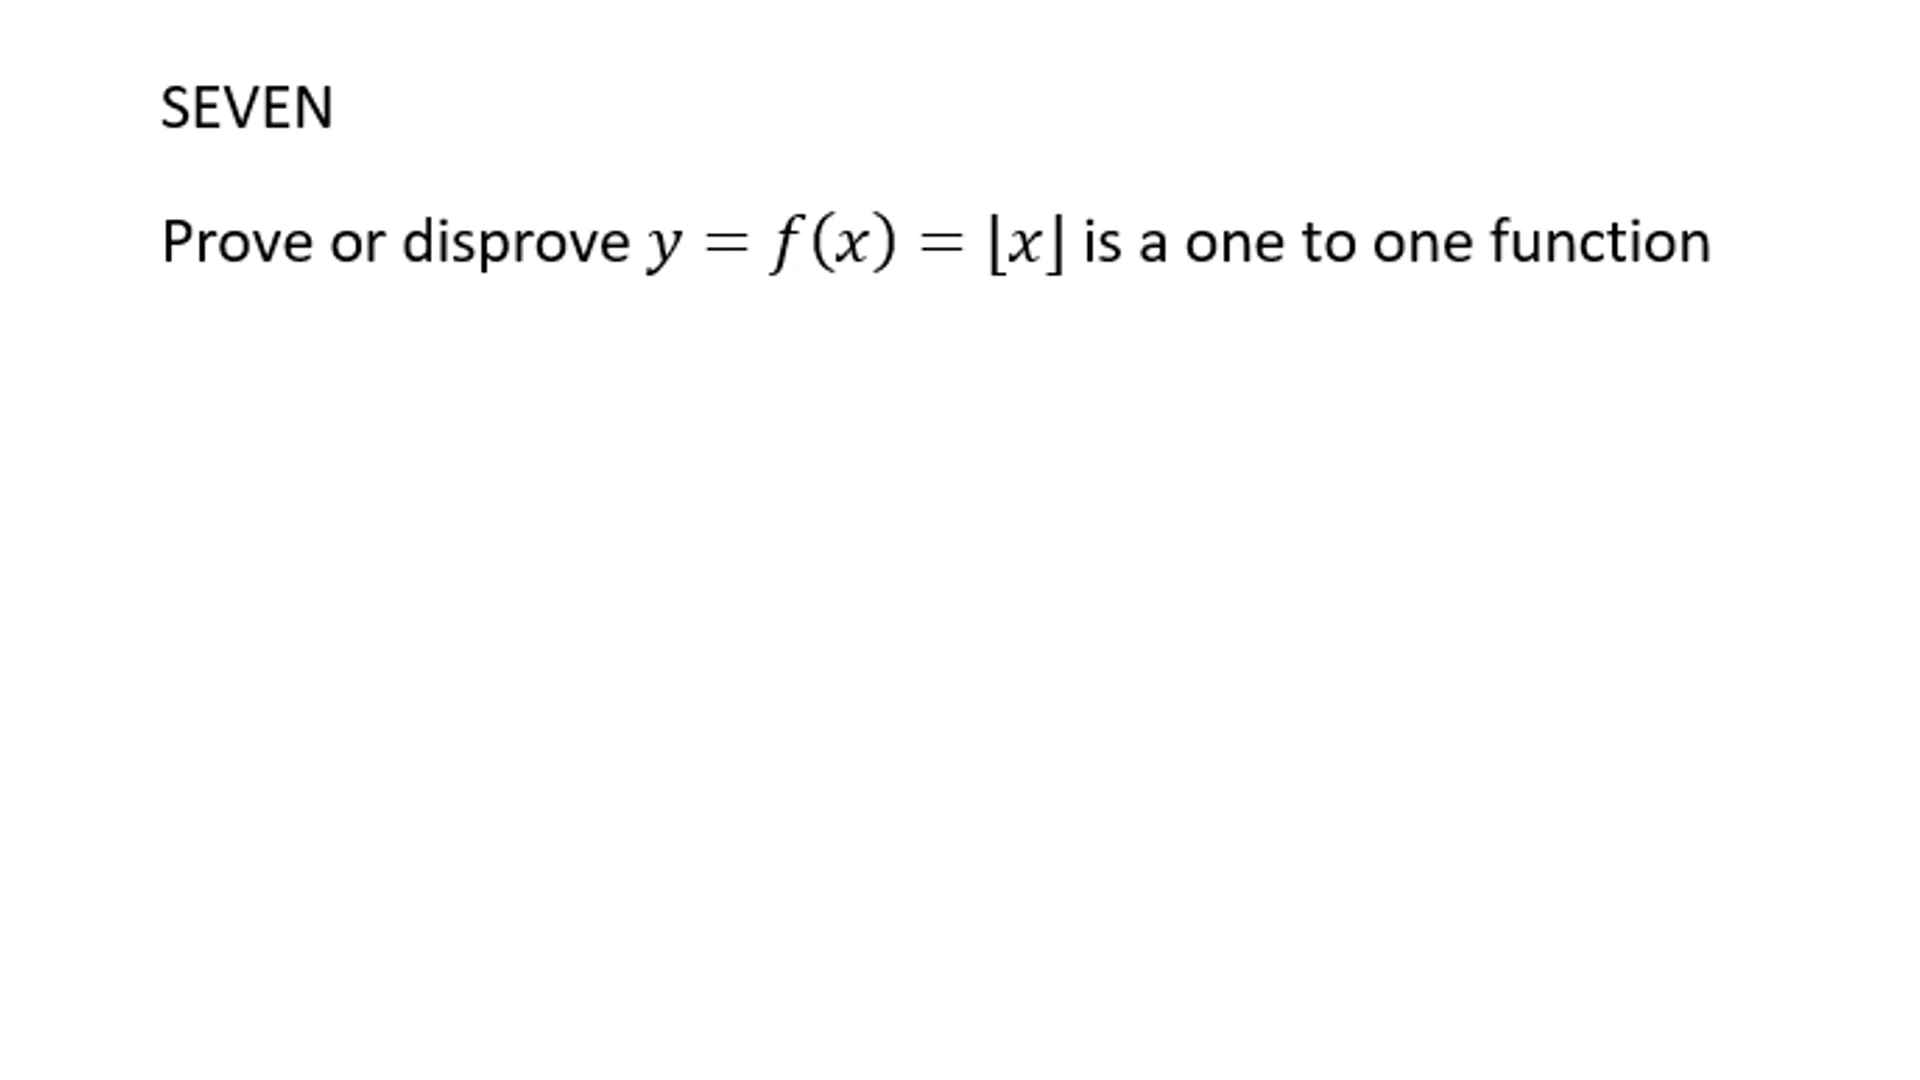 SEVEN
Prove or disprove y = f(x) = ⌊x⌋ is a one to one function